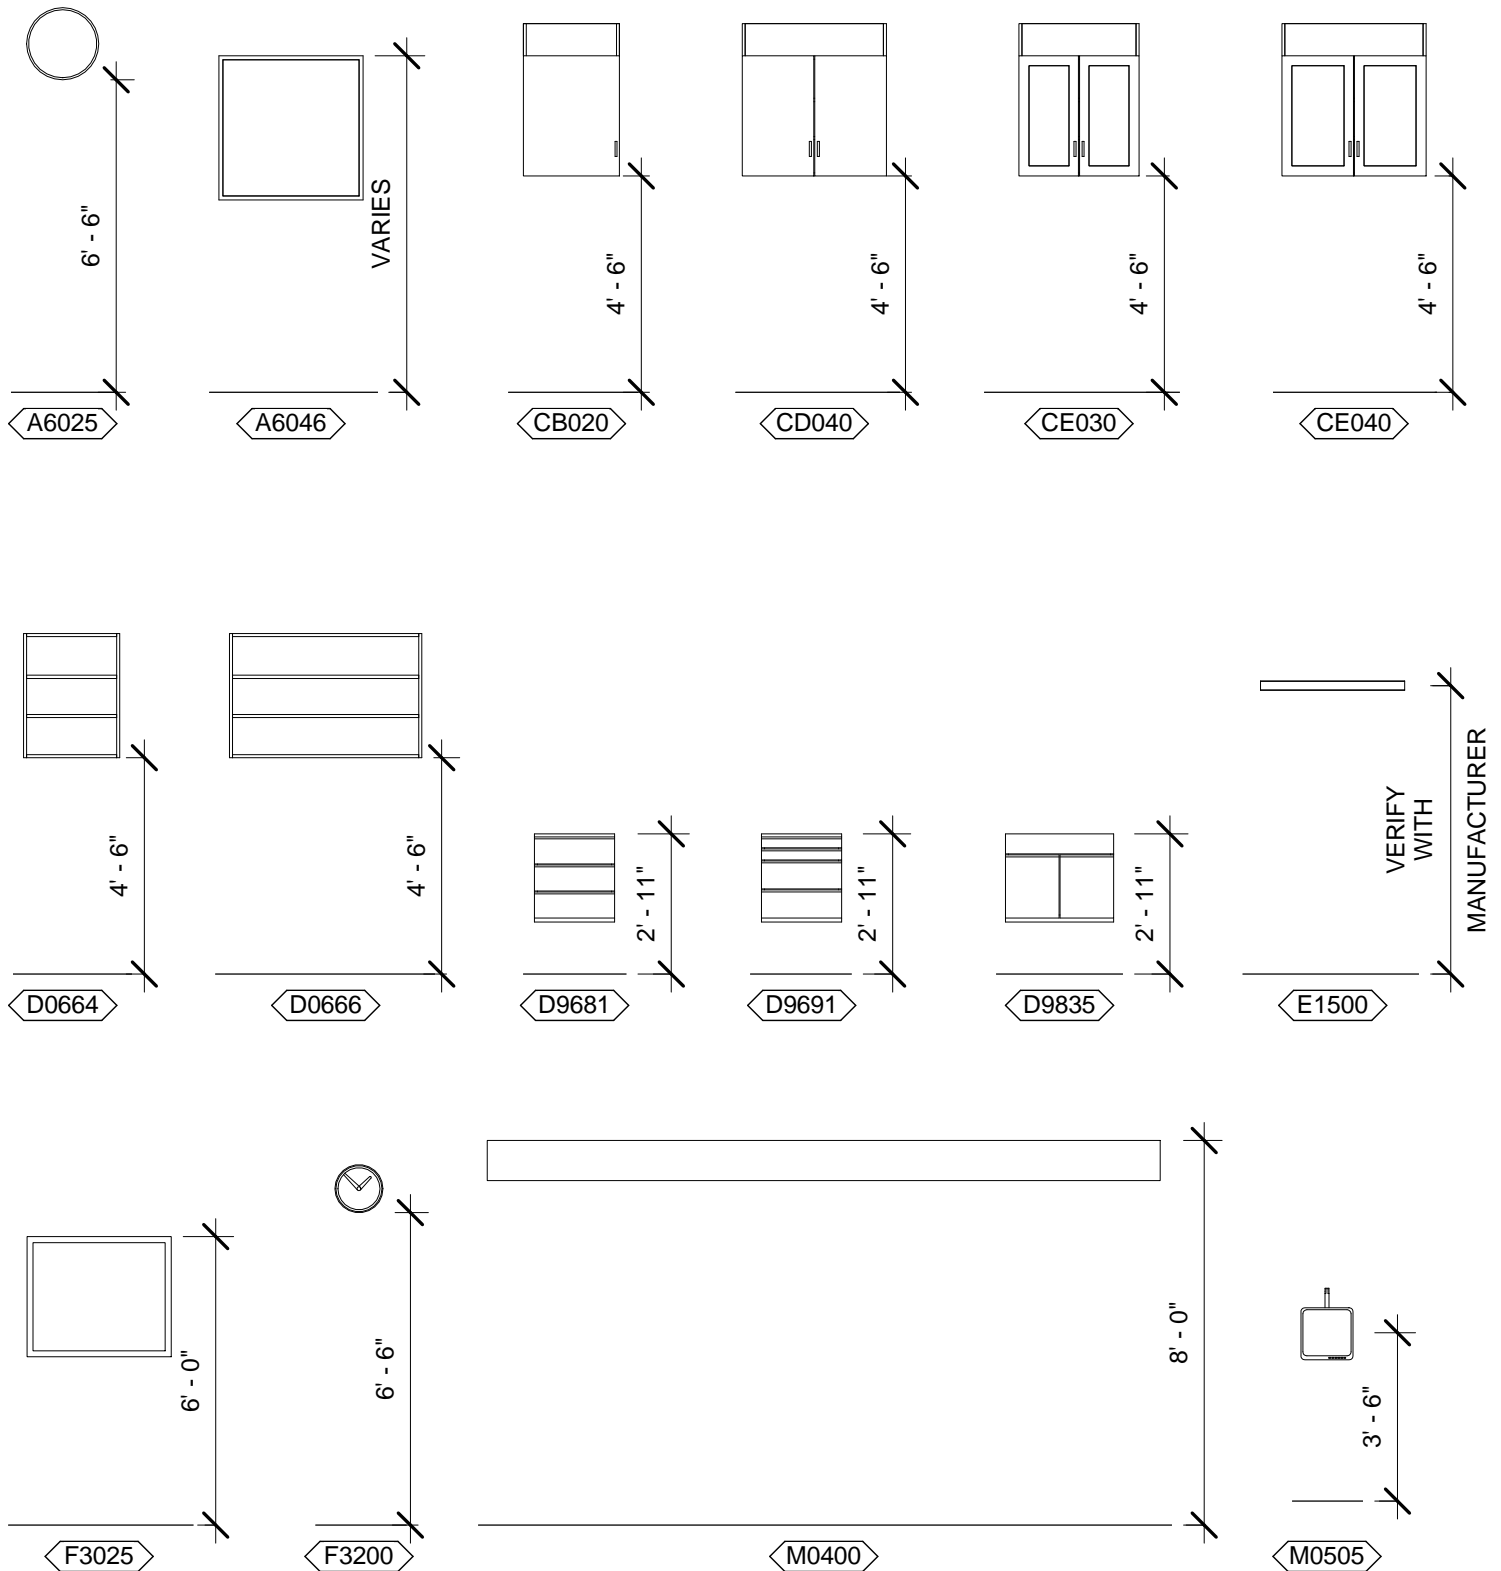 6' - 6"
VARIES
4' - 6"
4' - 6"
4' - 6"
4' - 6"
A6025
A6046
CB020
CD040
CE030
CE040
4' - 6"
4' - 6"
2' - 11"
2' - 11"
2' - 11"
VERIFY
WITH
MANUFACTURER
D0664
D0666
D9681
D9691
D9835
E1500
6' - 0"
6' - 6"
8' - 0"
3' - 6"
F3025
F3200
M0400
M0505